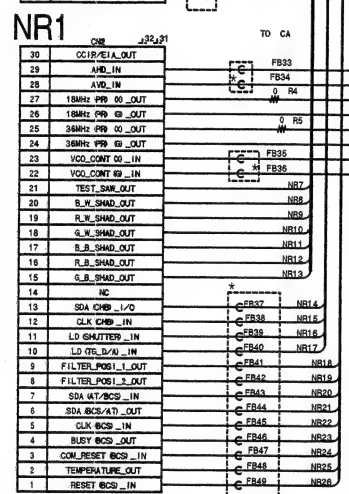 NR1
CN2
32
31
TO CA
30 CCIR/EIA_OUT
29 AHD_IN FB33
28 AVD_IN FB34
27 18MHz (PR) (X) _OUT 0 R4
26 18MHz (PR) (G) _OUT
25 36MHz (PR) (X) _OUT 0 R5
24 36MHz (PR) (G) _OUT
23 VCO_CONT (X) _IN FB35
22 VCO_CONT (G) _IN * FB36
21 TEST_SAW_OUT NR7
20 B_W_SHAD_OUT NR8
19 R_W_SHAD_OUT NR9
18 G_W_SHAD_OUT NR10
17 B_B_SHAD_OUT NR11
16 R_B_SHAD_OUT NR12
15 G_B_SHAD_OUT NR13
14 NC
13 SDA (CHB) _I/O FB37 NR14
12 CLK (CHB) _IN FB38 NR15
11 LD (SHUTTER) _IN FB39 NR16
10 LD (TG_D/A) _IN FB40 NR17
9 FILTER_POSI_1_OUT FB41 NR18
8 FILTER_POSI_2_OUT FB42 NR19
7 SDA (AT/BCS) _IN FB43 NR20
6 SDA (BCS/AT) _OUT FB44 NR21
5 CLK (BCS) _IN FB45 NR22
4 BUSY (BCS) _OUT FB46 NR23
3 COM_RESET (BCS) _IN FB47 NR24
2 TEMPERATURE_OUT FB48 NR25
1 RESET (BCS) _IN FB49 NR26